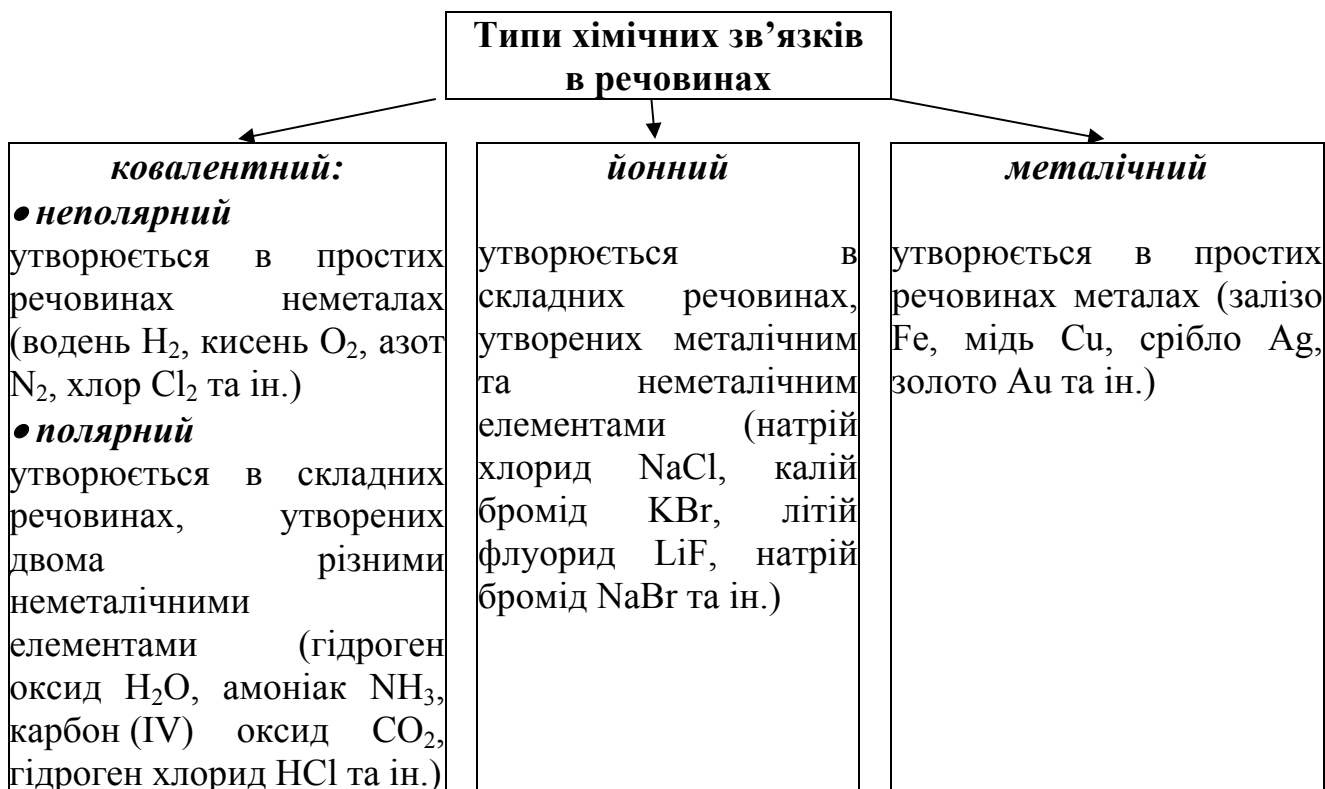 Типи хімічних зв’язків
в речовинах
ковалентний:
● неполярний
утворюється в простих
речовинах неметалах
(водень H₂, кисень O₂, азот
N₂, хлор Cl₂ та ін.)
● полярний
утворюється в складних
речовинах, утворених
двома різними
неметалічними
елементами (гідроген
оксид H₂O, амоніак NH₃,
карбон (IV) оксид CO₂,
гідроген хлорид HCl та ін.)
йонний
утворюється в
складних речовинах,
утворених металічним
та неметалічним
елементами (натрій
хлорид NaCl, калій
бромід KBr, літій
флуорид LiF, натрій
бромід NaBr та ін.)
металічний
утворюється в простих
речовинах металах (залізо
Fe, мідь Cu, срібло Ag,
золото Au та ін.)